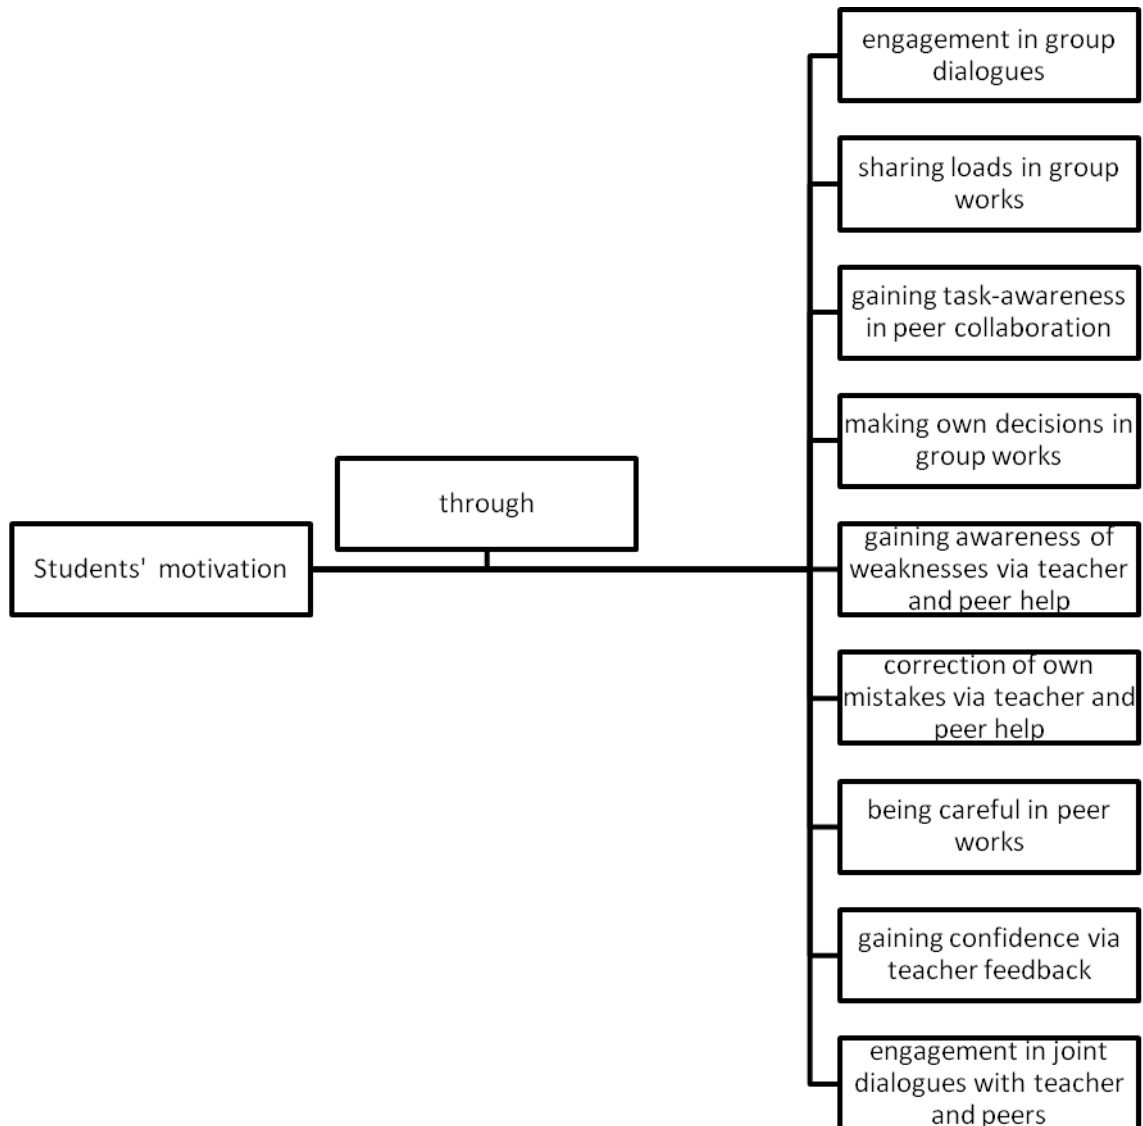 engagement in group
dialogues
sharing loads in group
works
gaining task-awareness
in peer collaboration
making own decisions in
group works
through
Students' motivation
gaining awareness of
weaknesses via teacher
and peer help
correction of own
mistakes via teacher and
peer help
being careful in peer
works
gaining confidence via
teacher feedback
engagement in joint
dialogues with teacher
and peers